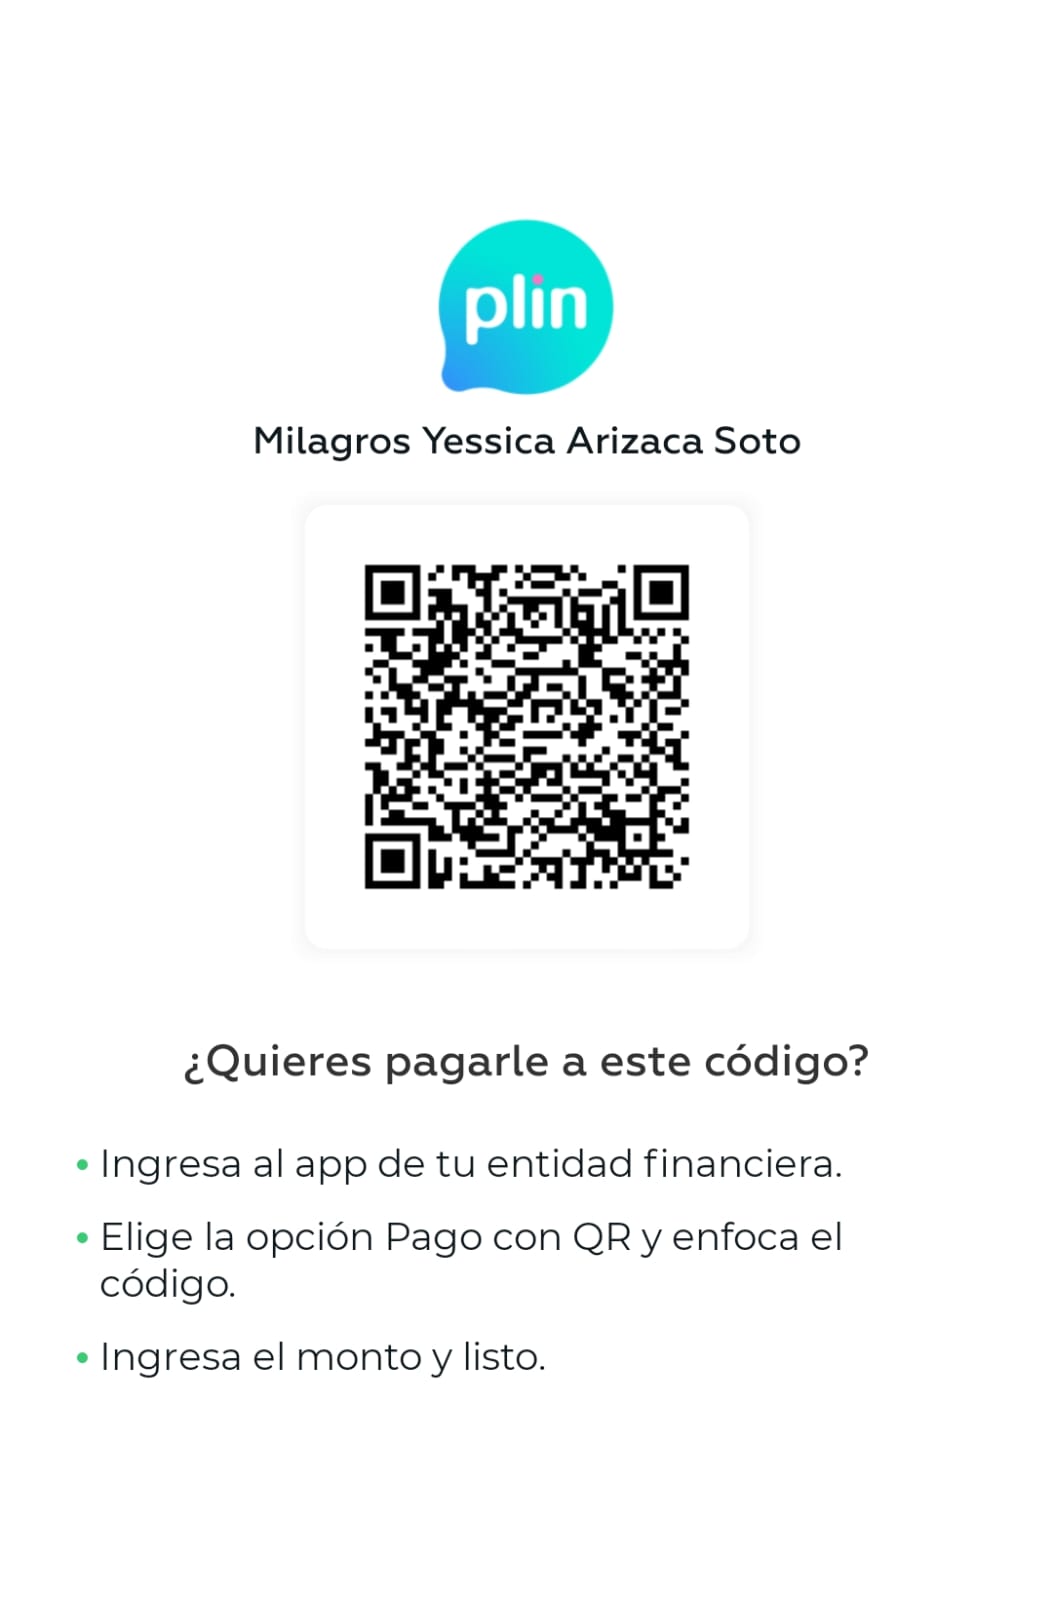 plin
Milagros Yessica Arizaca Soto
¿Quieres pagarle a este código?
• Ingresa al app de tu entidad financiera.
• Elige la opción Pago con QR y enfoca el
código.
• Ingresa el monto y listo.